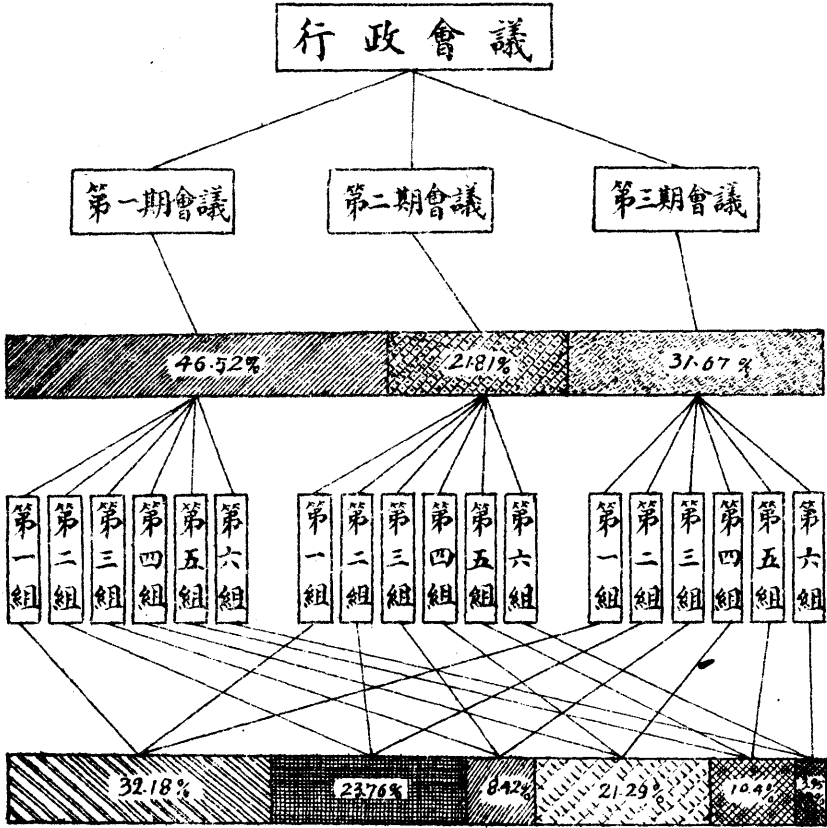 行政會議
第一期會議
第二期會議
第三期會議
46.52%
21.81%
31.67%
第一組
第二組
第三組
第四組
第五組
第六組
第一組
第二組
第三組
第四組
第五組
第六組
第一組
第二組
第三組
第四組
第五組
第六組
32.18%
23.76%
8.42%
21.29%